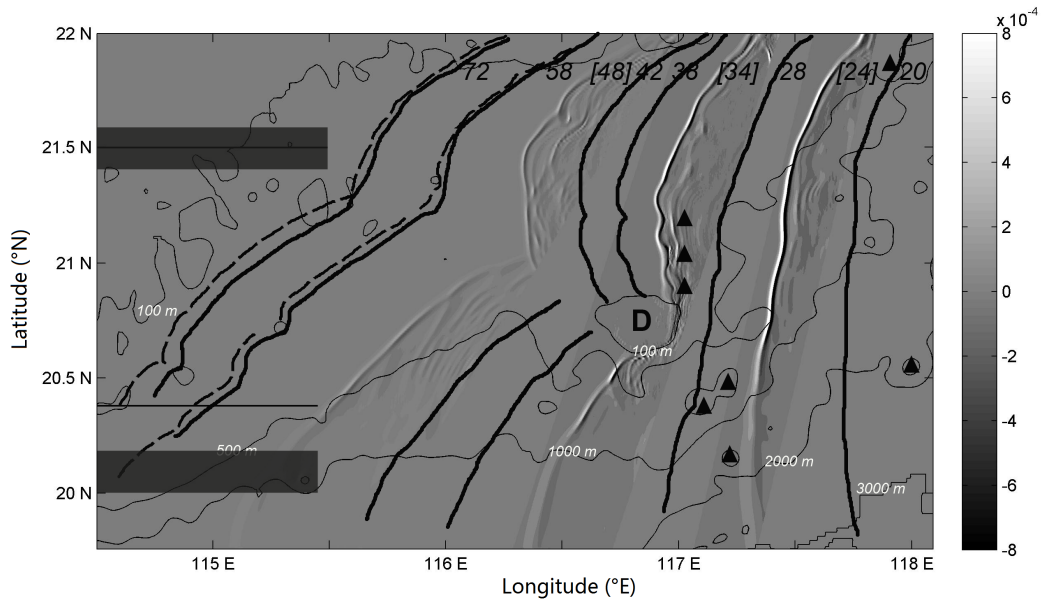 x 10⁻⁴
22 N
21.5 N
21 N
20.5 N
20 N
72 58 [48] 42 38 [34] 28 [24] 20
100 m
D
100 m
500 m
1000 m
2000 m
3000 m
8
6
4
2
0
-2
-4
-6
-8
115 E 116 E 117 E 118 E
Latitude (°N)
Longitude (°E)